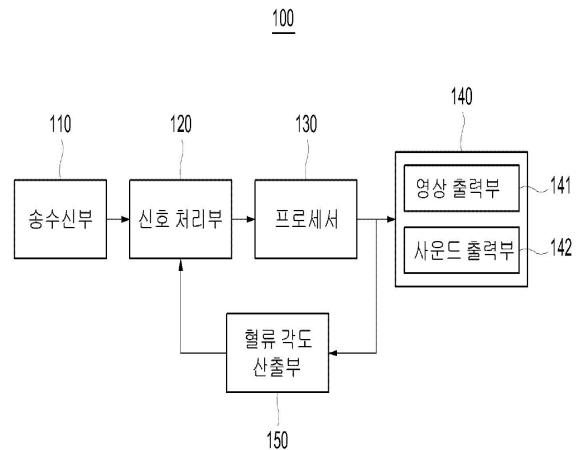 100
110
120
130
140
송수신부
신호 처리부
프로세서
영상 출력부
141
사운드 출력부
142
혈류 각도
산출부
150